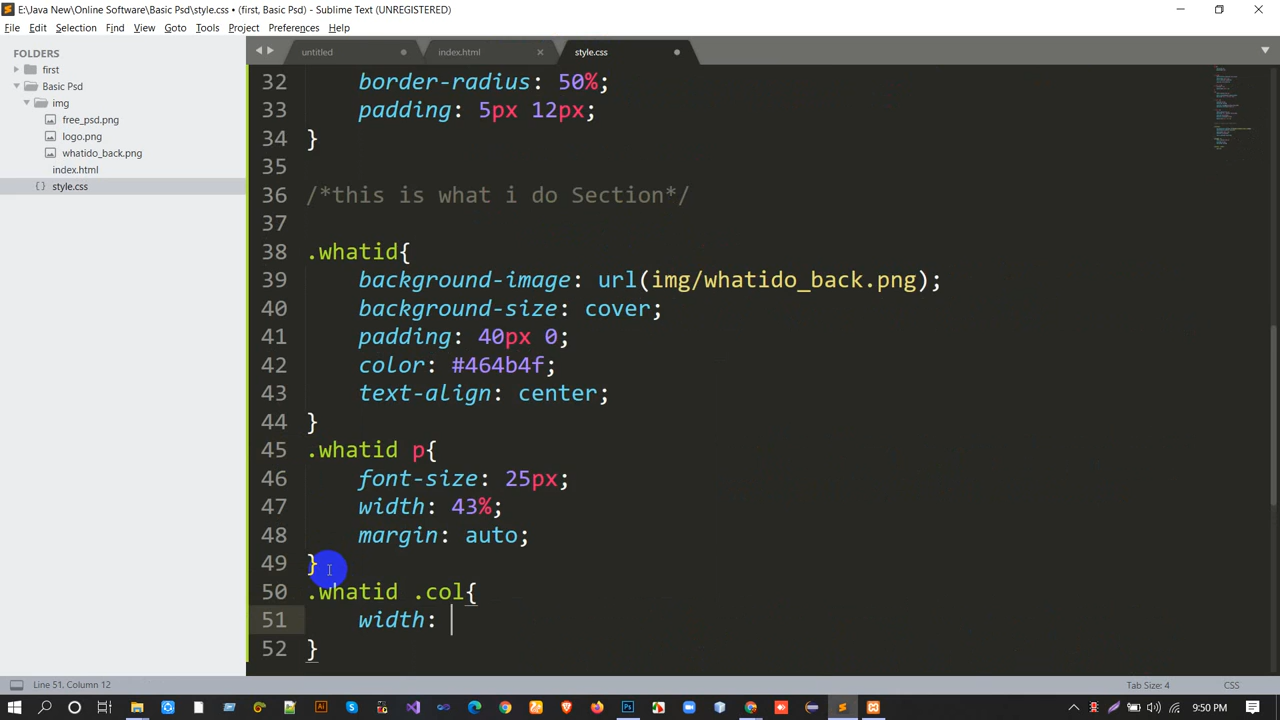 E:\Java New\Online Software\Basic Psd\style.css • (first, Basic Psd) - Sublime Text (UNREGISTERED)
File Edit Selection Find View Goto Tools Project Preferences Help
FOLDERS
first
Basic Psd
img
free_psd.png
logo.png
whatido_back.png
index.html
style.css
untitled index.html style.css
32 border-radius: 50%;
33 padding: 5px 12px;
34 }
35
36 /*this is what i do Section*/
37
38 .whatid{
39 background-image: url(img/whatido_back.png);
40 background-size: cover;
41 padding: 40px 0;
42 color: #464b4f;
43 text-align: center;
44 }
45 .whatid p{
46 font-size: 25px;
47 width: 43%;
48 margin: auto;
49 }
50 .whatid .col{
51 width:
52 }
Line 51, Column 12 Tab Size: 4 CSS
9:50 PM